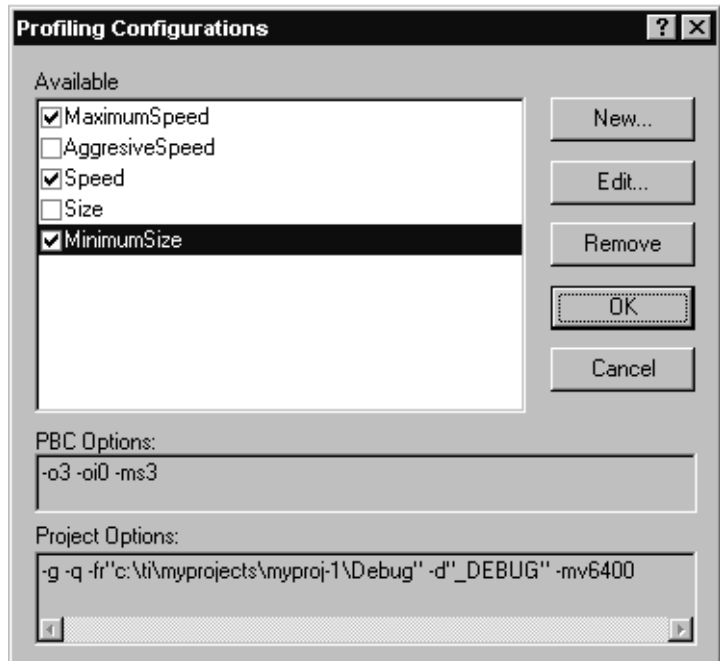 Profiling Configurations
Available
MaximumSpeed
AggresiveSpeed
Speed
Size
MinimumSize
New...
Edit...
Remove
OK
Cancel
PBC Options:
-o3 -oi0 -ms3
Project Options:
-g -q -fr"c:\ti\myprojects\myproj-1\Debug" -d"_DEBUG" -mv6400